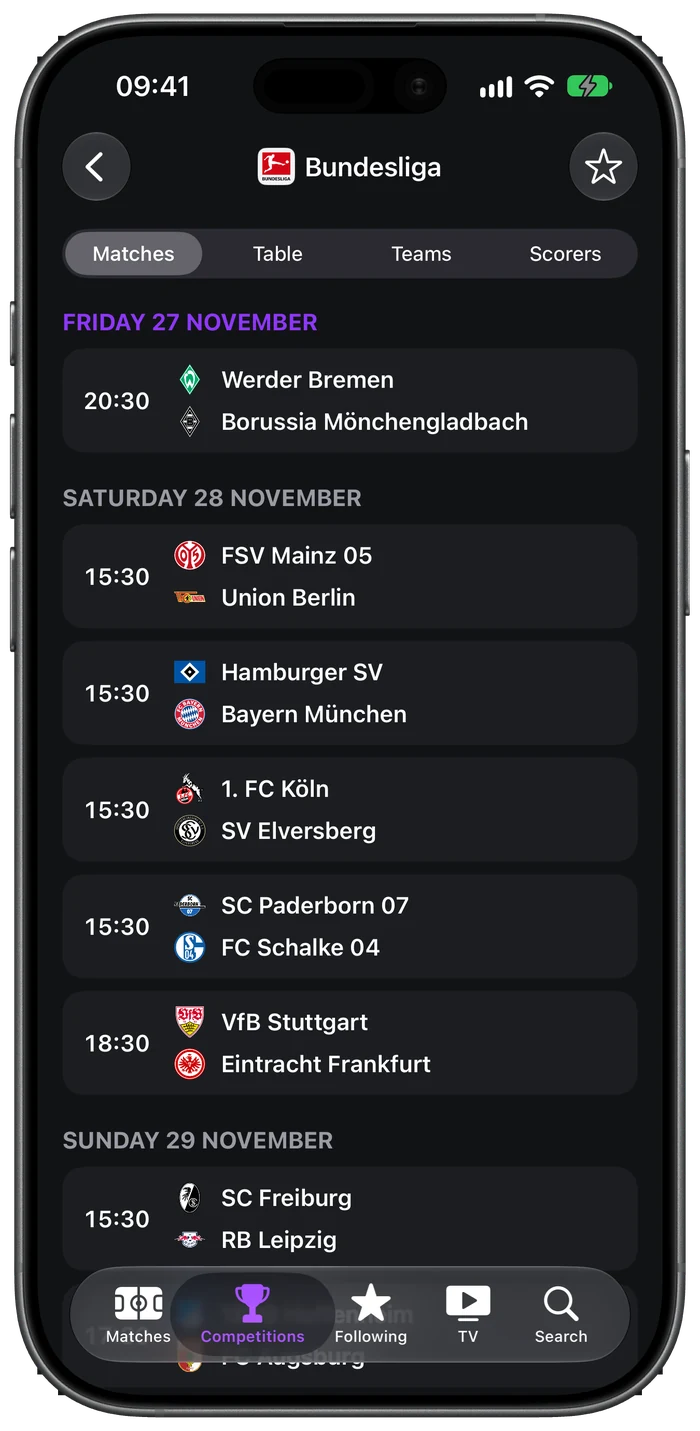 09:41
Bundesliga
Matches Table Teams Scorers
FRIDAY 27 NOVEMBER
20:30
Werder Bremen
Borussia Mönchengladbach
SATURDAY 28 NOVEMBER
15:30
FSV Mainz 05
Union Berlin
15:30
Hamburger SV
Bayern München
15:30
1. FC Köln
SV Elversberg
15:30
SC Paderborn 07
FC Schalke 04
18:30
VfB Stuttgart
Eintracht Frankfurt
SUNDAY 29 NOVEMBER
15:30
SC Freiburg
RB Leipzig
FC Augsburg
Matches Competitions Following TV Search